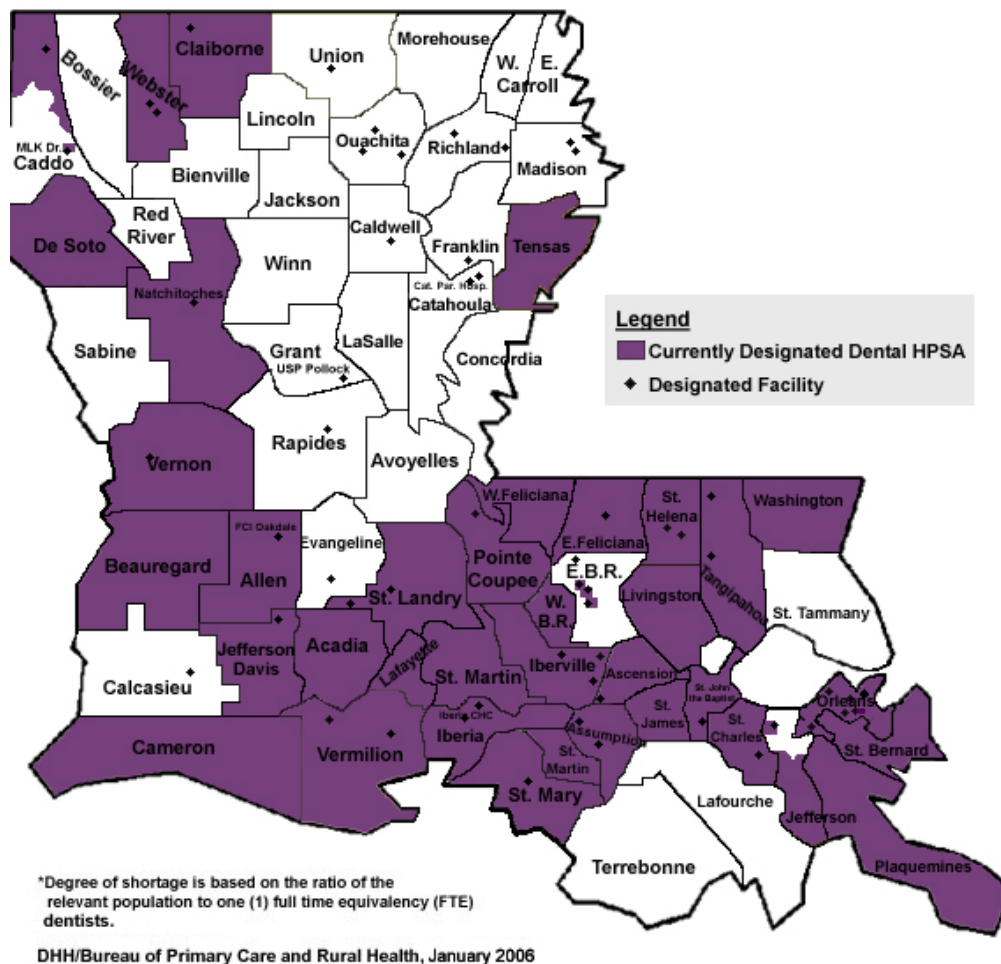 Morehouse
Union
Claiborne
W.
Carroll
E.
Bossier
Webster
Lincoln
Ouachita
Richland
MLK Dr.
Caddo
Madison
Bienville
Jackson
Red
River
Caldwell
De Soto
Franklin
Tensas
Winn
Cat. Par. Hosp.
Catahoula
Natchitoches
Legend
Currently Designated Dental HPSA
Designated Facility
Sabine
Grant
USP Pollock
LaSalle
Concordia
Rapides
Avoyelles
Vernon
W.Feliciana
St.
Helena
Washington
FCI Oakdale
Evangeline
E.Feliciana
Beauregard
Allen
Pointe
Coupee
E.B.R.
Tangipahoa
St. Landry
W.
B.R.
Livingston
St. Tammany
Jefferson
Davis
Acadia
Lafayette
St. Martin
Iberville
Ascension
Calcasieu
St. John
the Baptist
Orleans
Iberia CHC
Iberia
Assumption
St.
James
St.
Charles
St. Bernard
Cameron
Vermilion
St.
Martin
St. Mary
Lafourche
Jefferson
Terrebonne
Plaquemines
*Degree of shortage is based on the ratio of the
relevant population to one (1) full time equivalency (FTE)
dentists.
DHH/Bureau of Primary Care and Rural Health, January 2006